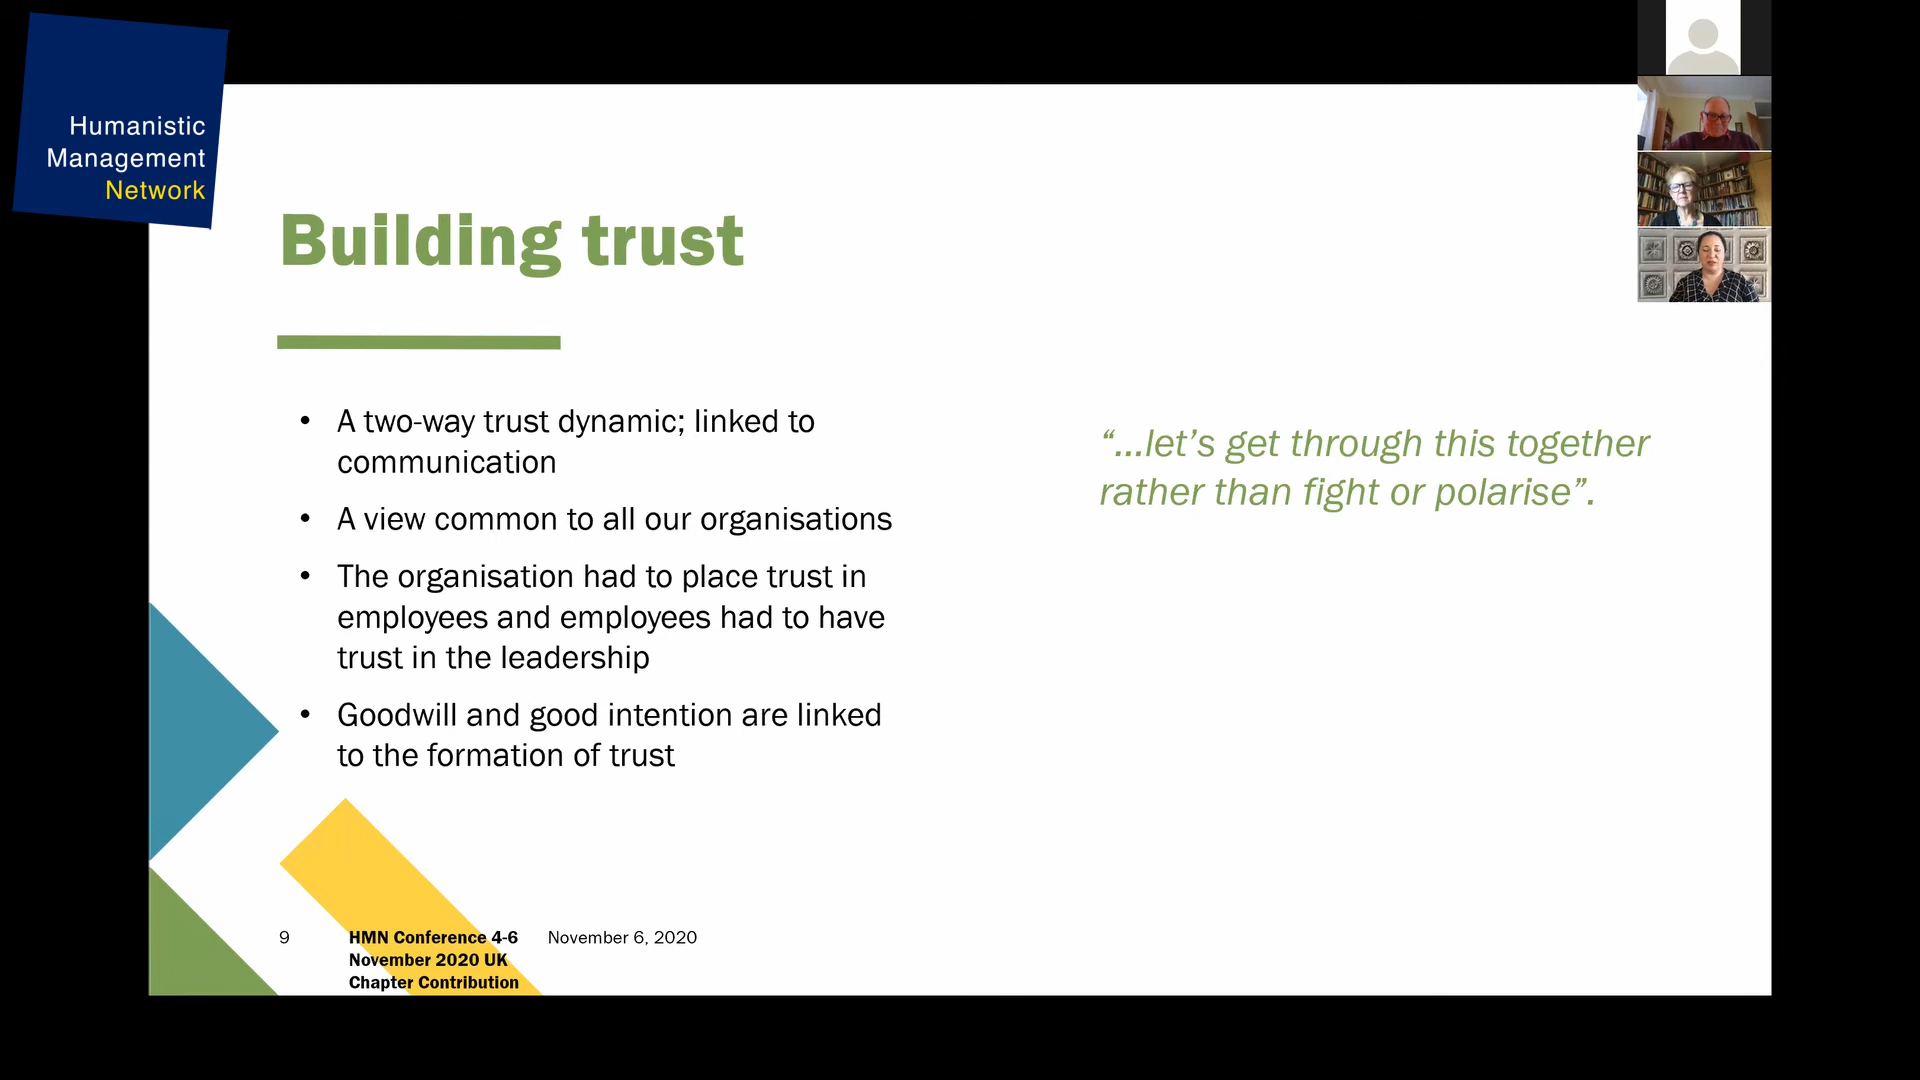 Humanistic
Management
Network
Building trust
• A two-way trust dynamic; linked to
communication
• A view common to all our organisations
• The organisation had to place trust in
employees and employees had to have
trust in the leadership
• Goodwill and good intention are linked
to the formation of trust
“…let’s get through this together
rather than fight or polarise”.
9
HMN Conference 4-6
November 2020 UK
Chapter Contribution
November 6, 2020